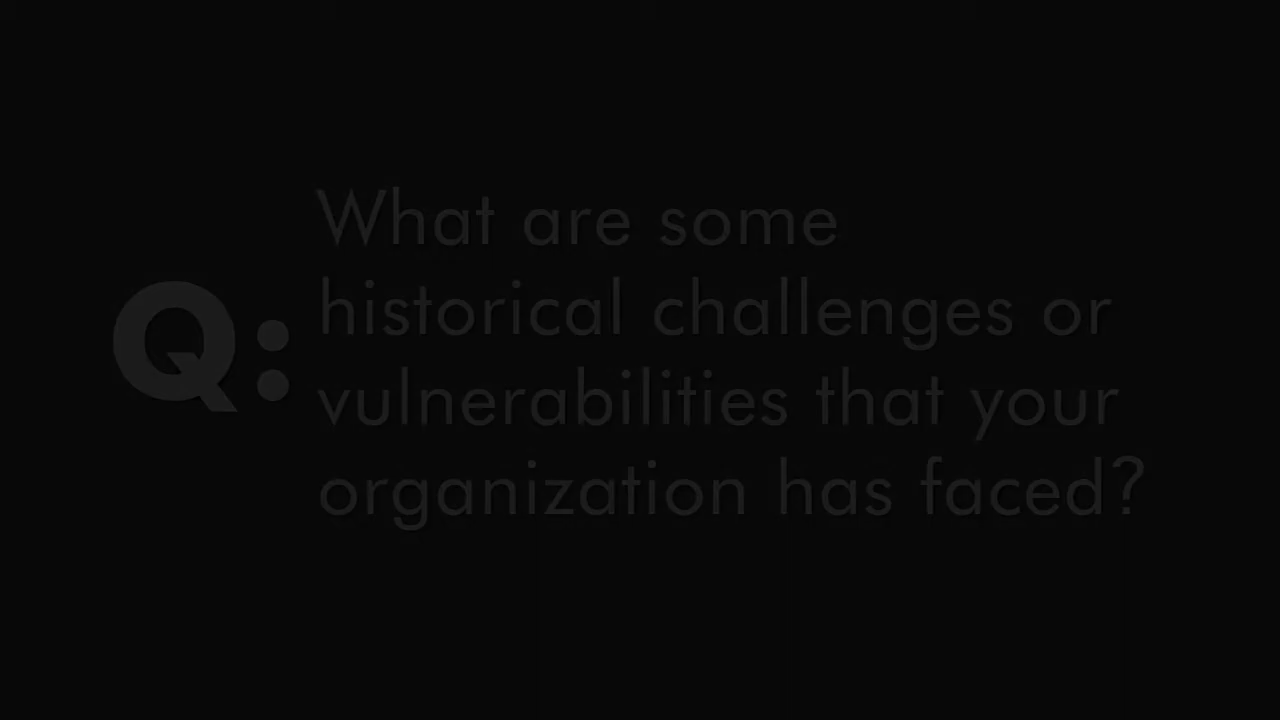 Q:
What are some
historical challenges or
vulnerabilities that your
organization has faced?